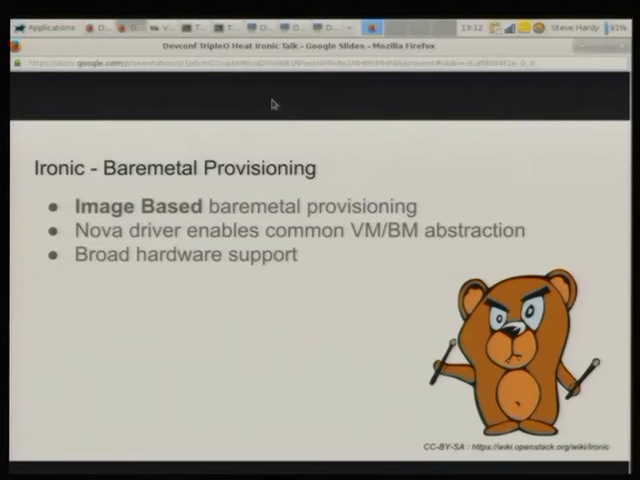 Applications
13:12
Steve Hardy
Devconf TripleO Heat Ironic Talk - Google Slides - Mozilla Firefox
Ironic - Baremetal Provisioning
● Image Based baremetal provisioning
● Nova driver enables common VM/BM abstraction
● Broad hardware support
CC-BY-SA : https://wiki.openstack.org/wiki/Ironic